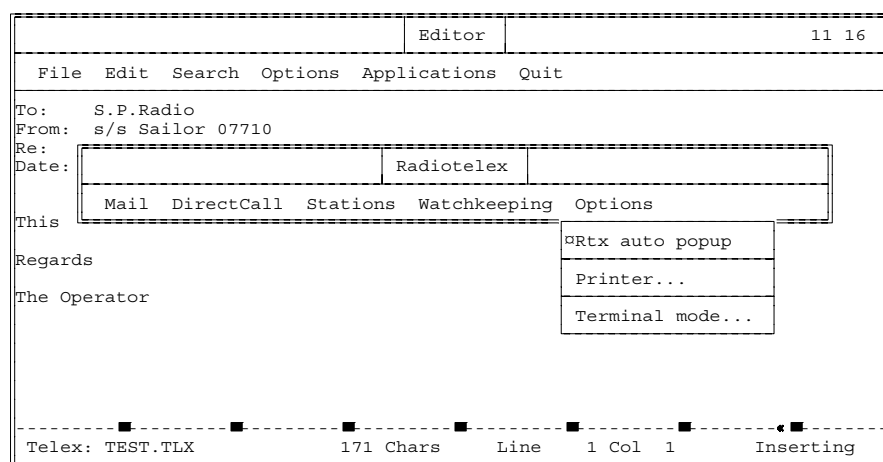 Editor 11 16
File Edit Search Options Applications Quit
To: S.P.Radio
From: s/s Sailor 07710
Re:
Date:
Radiotelex
Mail DirectCall Stations Watchkeeping Options
This
¤Rtx auto popup
Regards
Printer...
The Operator
Terminal mode...
Telex: TEST.TLX 171 Chars Line 1 Col 1 Inserting